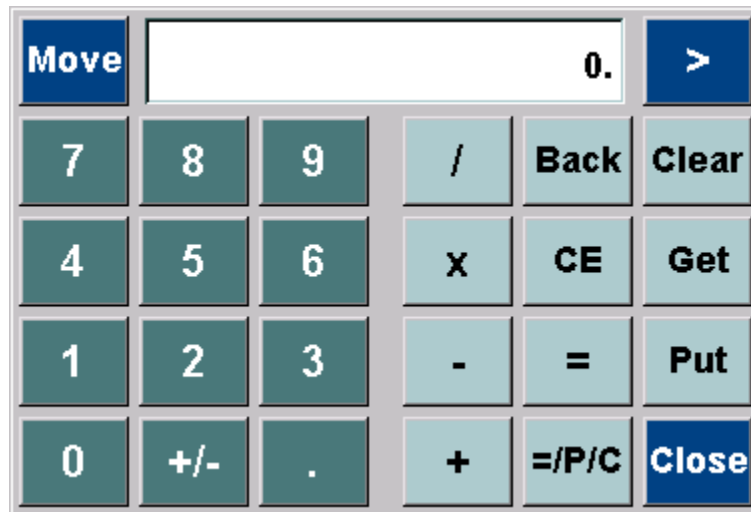 Move 0. >
7 8 9 / Back Clear
4 5 6 x CE Get
1 2 3 - = Put
0 +/- . + =/P/C Close